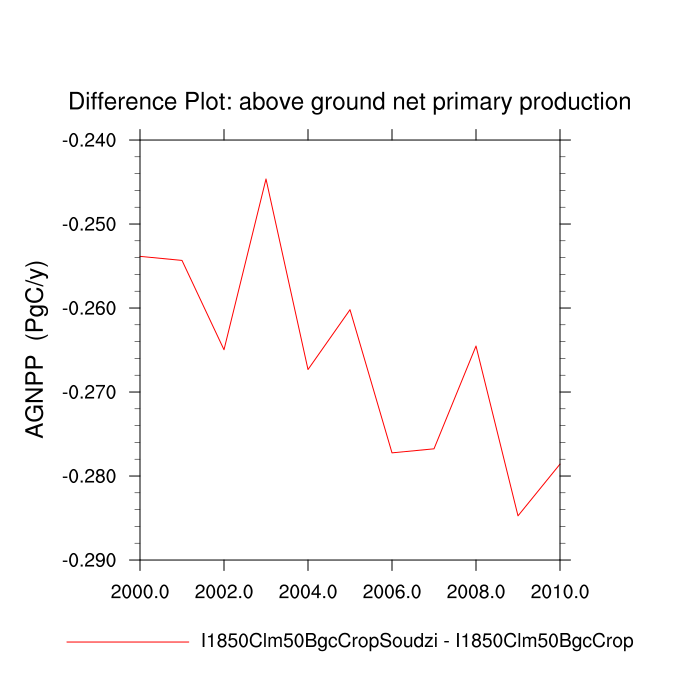 Difference Plot: above ground net primary production
-0.240
-0.250
-0.260
-0.270
-0.280
-0.290
AGNPP (PgC/y)
2000.0 2002.0 2004.0 2006.0 2008.0 2010.0
I1850Clm50BgcCropSoudzi - I1850Clm50BgcCrop